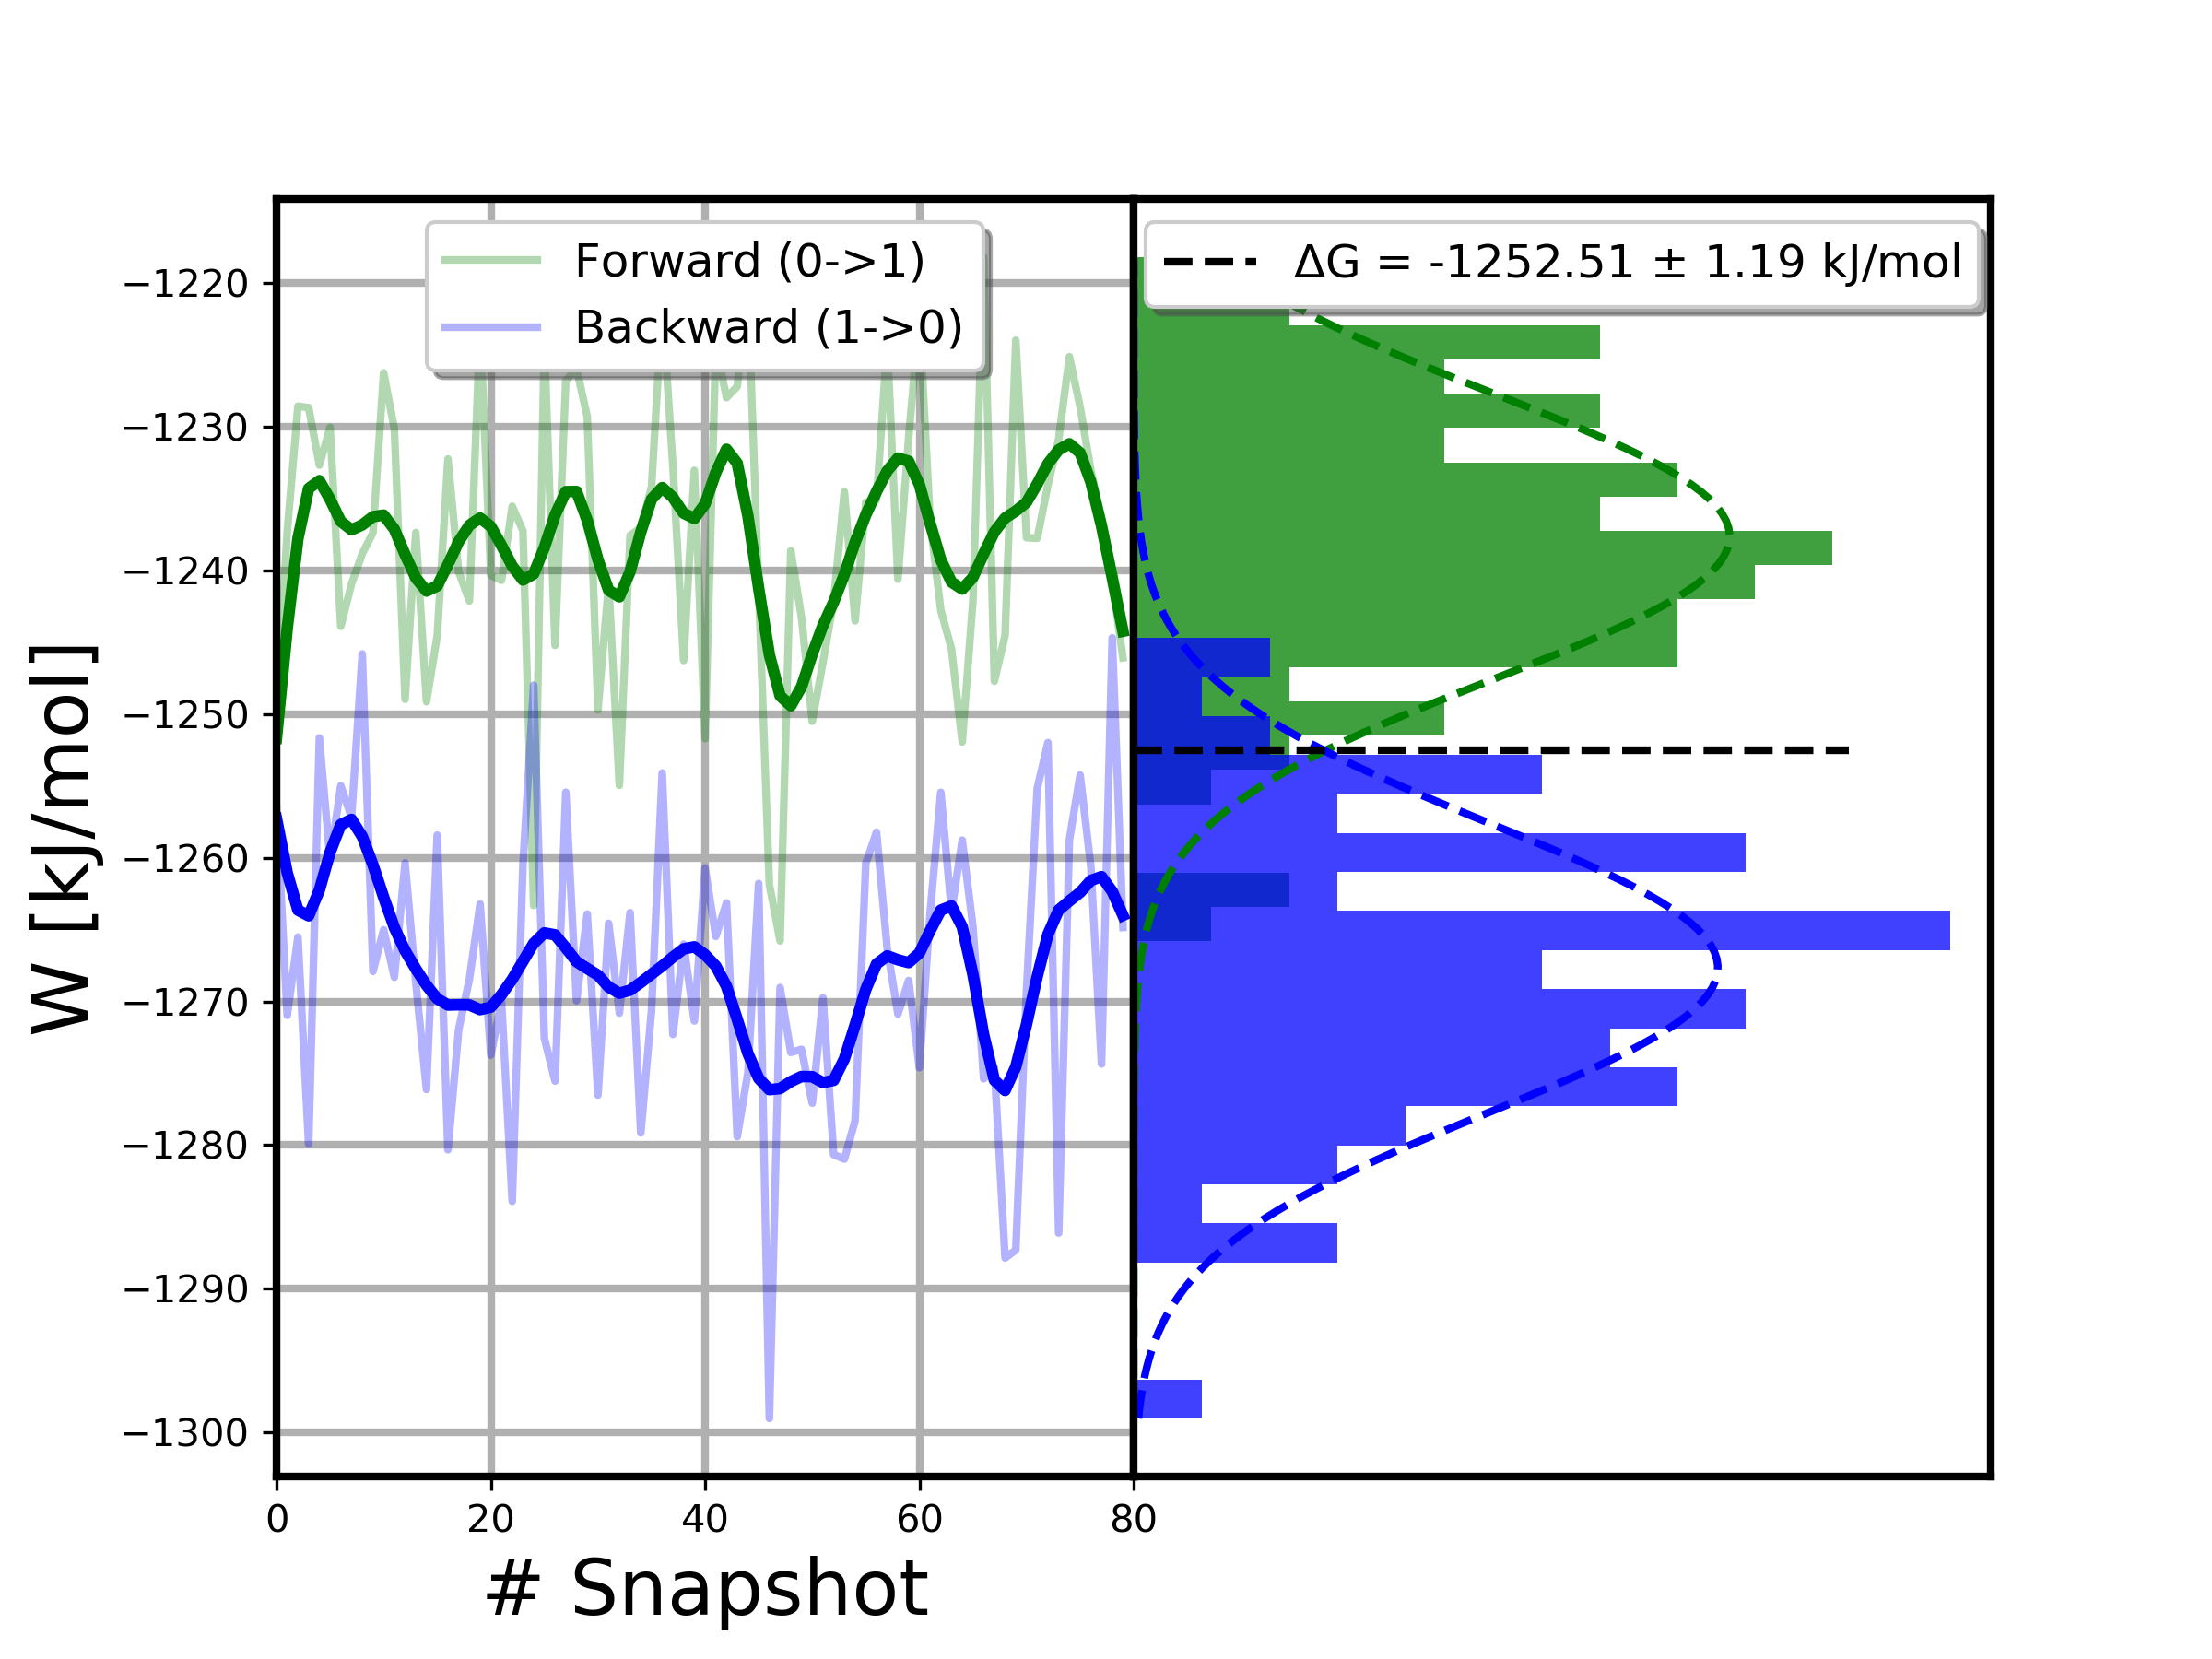 Forward (0->1)
Backward (1->0)
ΔG = -1252.51 ± 1.19 kJ/mol
W [kJ/mol]
−1220
−1230
−1240
−1250
−1260
−1270
−1280
−1290
−1300
0 20 40 60 80
# Snapshot